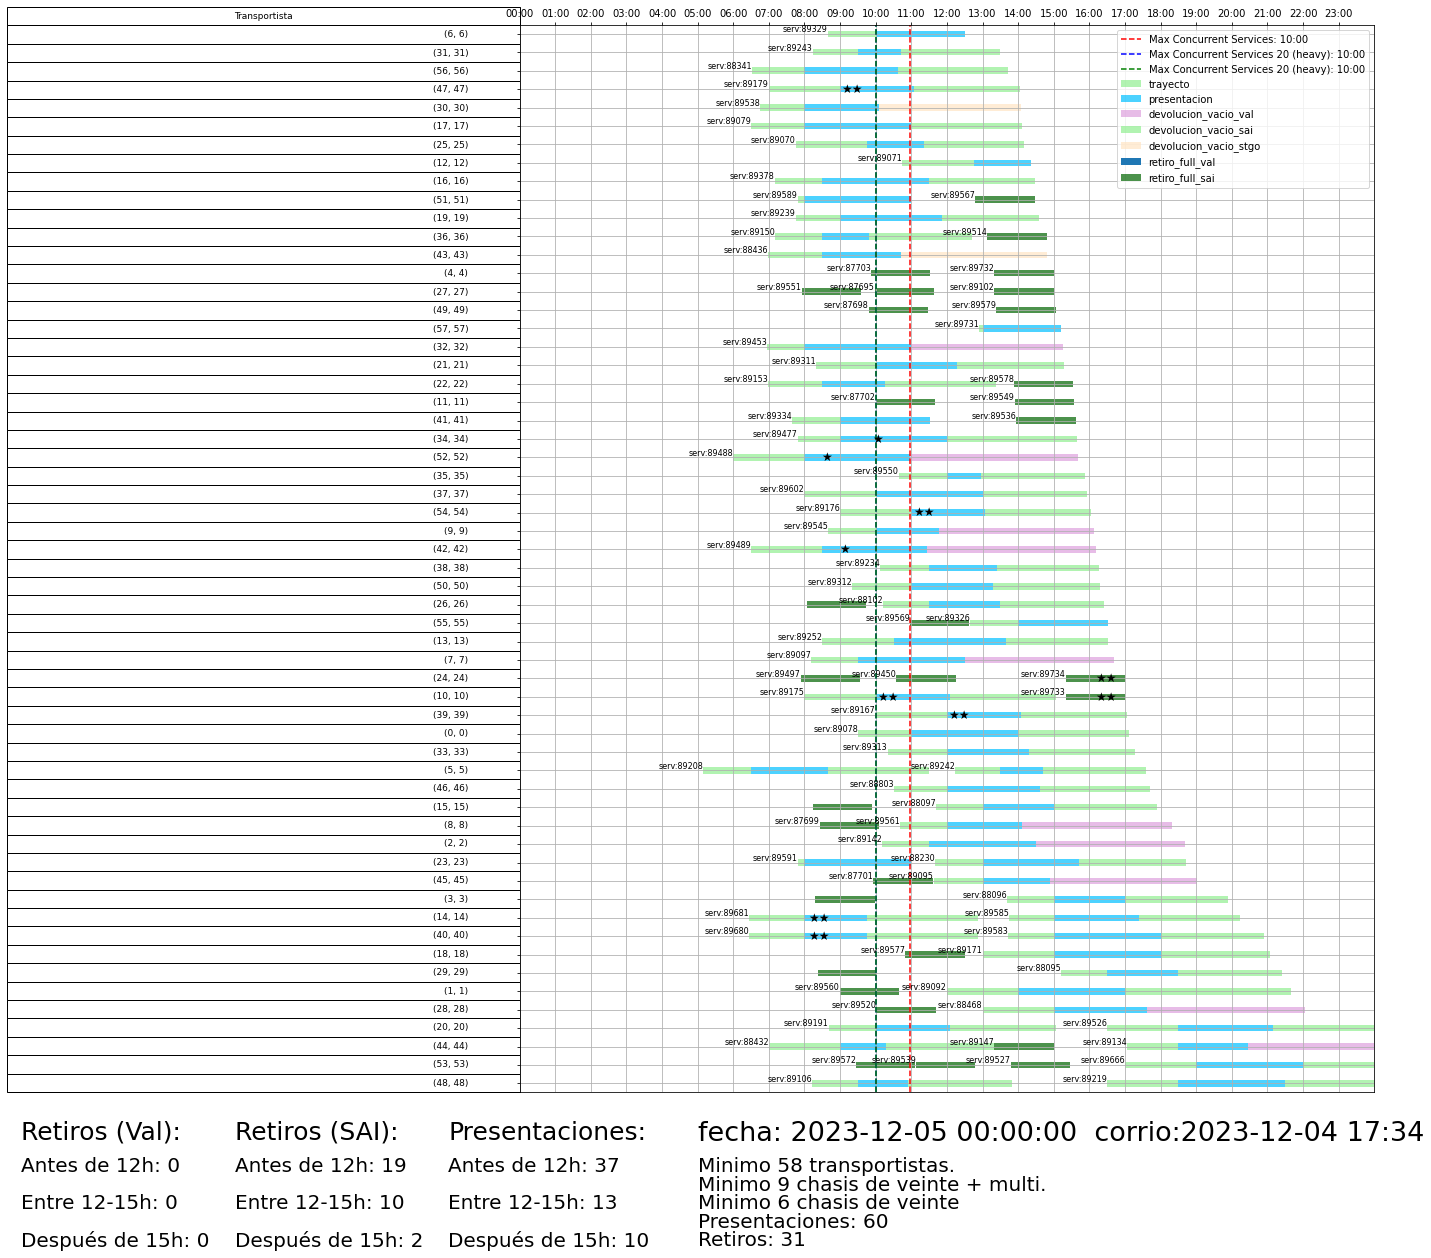 Transportista
00:00 01:00 02:00 03:00 04:00 05:00 06:00 07:00 08:00 09:00 10:00 11:00 12:00 13:00 14:00 15:00 16:00 17:00 18:00 19:00 20:00 21:00 22:00 23:00
(6, 6) serv:89329
(31, 31) serv:89243
(56, 56) serv:88341
(47, 47) serv:89179
(30, 30) serv:89538
(17, 17) serv:89079
(25, 25) serv:89070
(12, 12) serv:89071
(16, 16) serv:89378
(51, 51) serv:89589 serv:89567
(19, 19) serv:89239
(36, 36) serv:89150 serv:89514
(43, 43) serv:88436
(4, 4) serv:87703 serv:89732
(27, 27) serv:89551 serv:87695 serv:89102
(49, 49) serv:87698 serv:89579
(57, 57) serv:89731
(32, 32) serv:89453
(21, 21) serv:89311
(22, 22) serv:89153 serv:89578
(11, 11) serv:87702 serv:89549
(41, 41) serv:89334 serv:89536
(34, 34) serv:89477
(52, 52) serv:89488
(35, 35) serv:89550
(37, 37) serv:89602
(54, 54) serv:89176
(9, 9) serv:89545
(42, 42) serv:89489
(38, 38) serv:89234
(50, 50) serv:89312
(26, 26) serv:88102
(55, 55) serv:89569 serv:89326
(13, 13) serv:89252
(7, 7) serv:89097
(24, 24) serv:89497 serv:89450 serv:89734
(10, 10) serv:89175 serv:89733
(39, 39) serv:89167
(0, 0) serv:89078
(33, 33) serv:89313
(5, 5) serv:89208 serv:89242
(46, 46) serv:88803
(15, 15) serv:88097
(8, 8) serv:87699 serv:89561
(2, 2) serv:89142
(23, 23) serv:89591 serv:88230
(45, 45) serv:87701 serv:89095
(3, 3) serv:88096
(14, 14) serv:89681 serv:89585
(40, 40) serv:89680 serv:89583
(18, 18) serv:89577 serv:89171
(29, 29) serv:88095
(1, 1) serv:89560 serv:89092
(28, 28) serv:89520 serv:88468
(20, 20) serv:89191 serv:89526
(44, 44) serv:88432 serv:89147 serv:89134
(53, 53) serv:89572 serv:89539 serv:89527 serv:89666
(48, 48) serv:89106 serv:89219
Max Concurrent Services: 10:00
Max Concurrent Services 20 (heavy): 10:00
Max Concurrent Services 20 (heavy): 10:00
trayecto
presentacion
devolucion_vacio_val
devolucion_vacio_sai
devolucion_vacio_stgo
retiro_full_val
retiro_full_sai
Retiros (Val):
Antes de 12h: 0
Entre 12-15h: 0
Después de 15h: 0
Retiros (SAI):
Antes de 12h: 19
Entre 12-15h: 10
Después de 15h: 2
Presentaciones:
Antes de 12h: 37
Entre 12-15h: 13
Después de 15h: 10
fecha: 2023-12-05 00:00:00 corrio:2023-12-04 17:34
Minimo 58 transportistas.
Minimo 9 chasis de veinte + multi.
Minimo 6 chasis de veinte
Presentaciones: 60
Retiros: 31